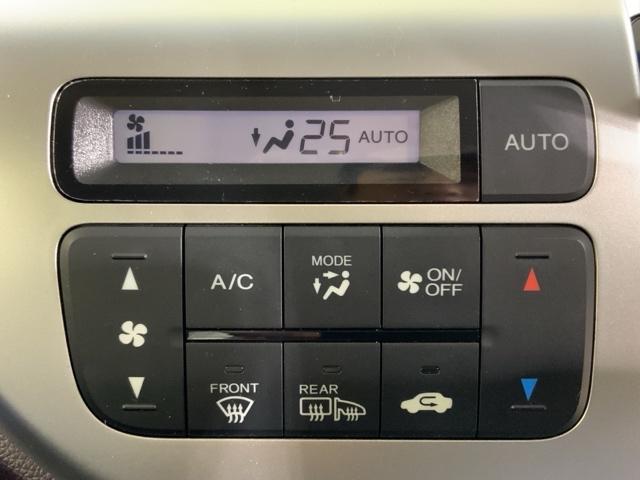 25 AUTO
AUTO
A/C
MODE
ON/
OFF
FRONT
REAR